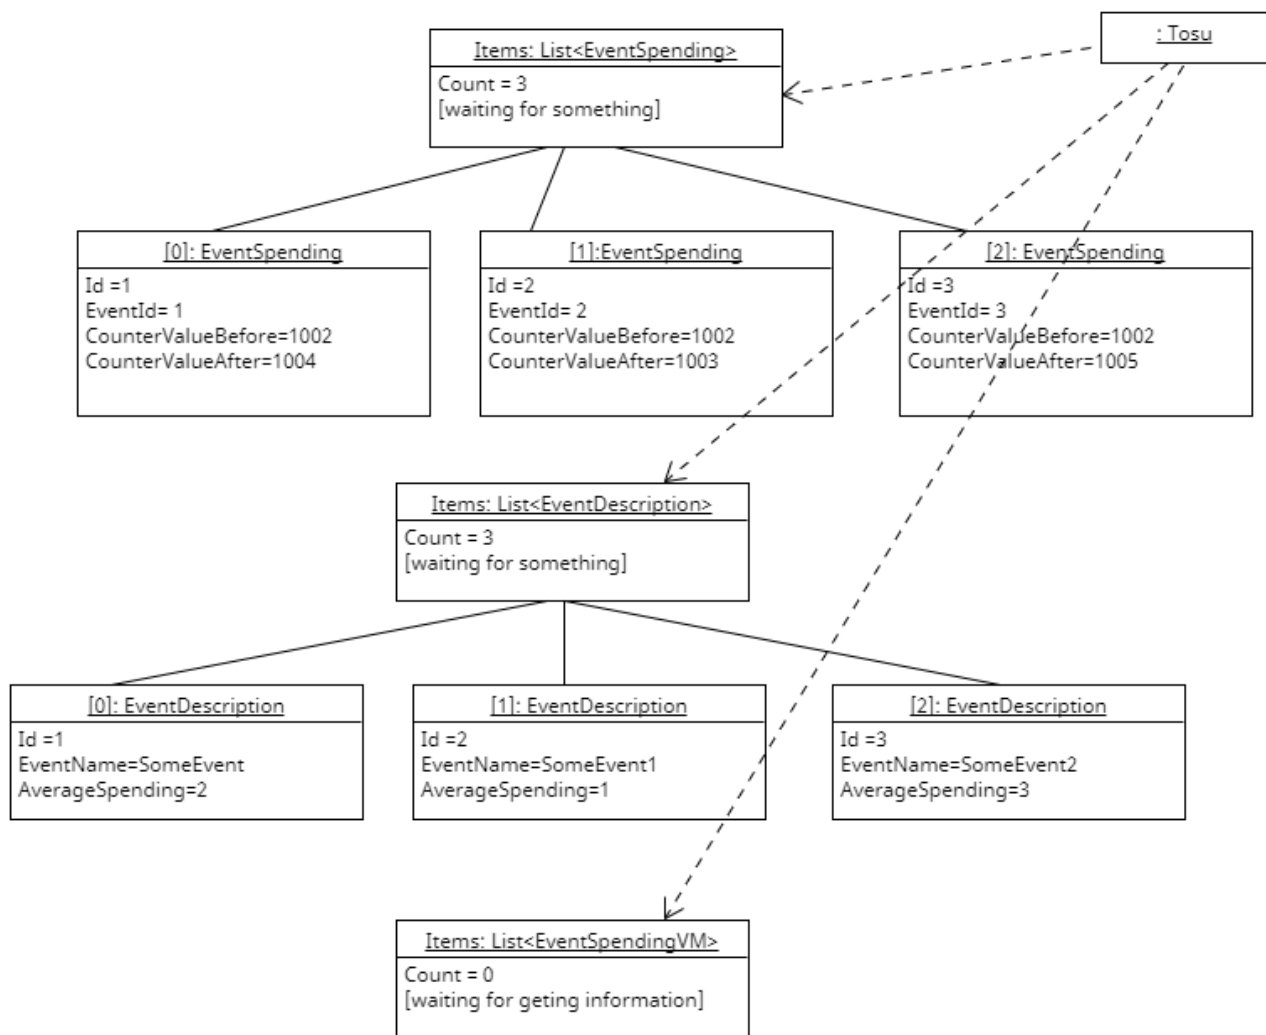 : Tosu
Items: List<EventSpending>
Count = 3
[waiting for something]
[0]: EventSpending
Id =1
EventId= 1
CounterValueBefore=1002
CounterValueAfter=1004
[1]:EventSpending
Id =2
EventId= 2
CounterValueBefore=1002
CounterValueAfter=1003
[2]: EventSpending
Id =3
EventId= 3
CounterValueBefore=1002
CounterValueAfter=1005
Items: List<EventDescription>
Count = 3
[waiting for something]
[0]: EventDescription
Id =1
EventName=SomeEvent
AverageSpending=2
[1]: EventDescription
Id =2
EventName=SomeEvent1
AverageSpending=1
[2]: EventDescription
Id =3
EventName=SomeEvent2
AverageSpending=3
Items: List<EventSpendingVM>
Count = 0
[waiting for geting information]